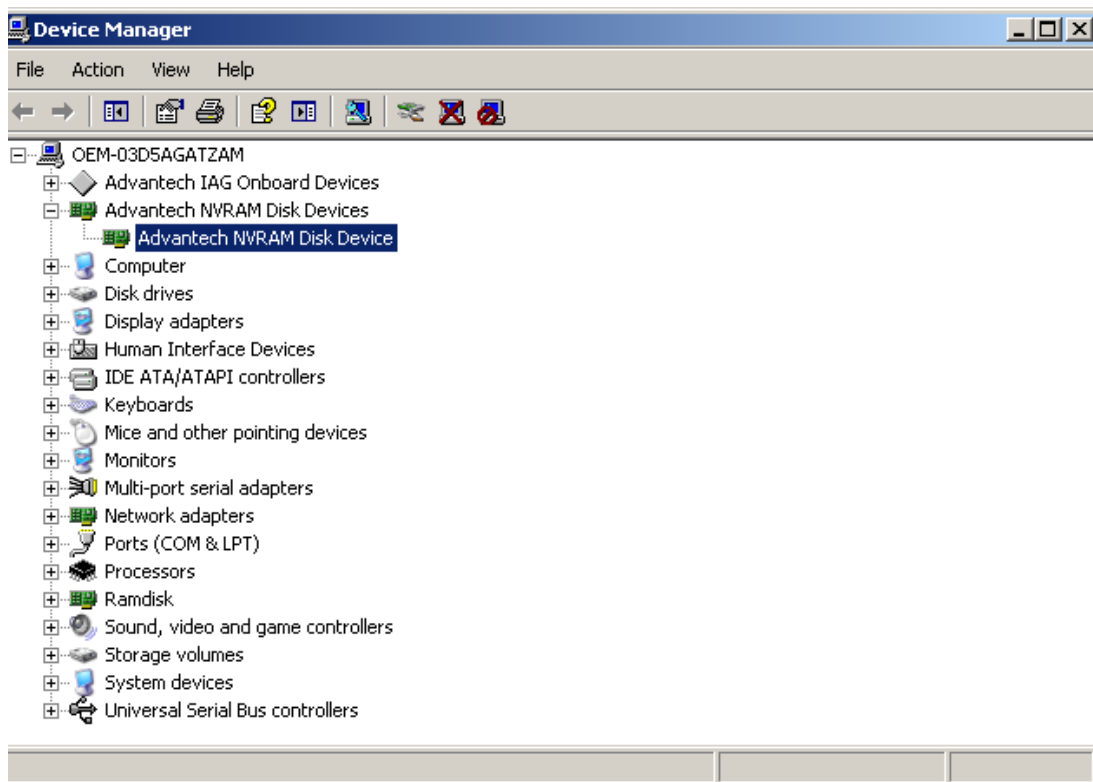 Device Manager
File Action View Help
OEM-03D5AGATZAM
Advantech IAG Onboard Devices
Advantech NVRAM Disk Devices
Advantech NVRAM Disk Device
Computer
Disk drives
Display adapters
Human Interface Devices
IDE ATA/ATAPI controllers
Keyboards
Mice and other pointing devices
Monitors
Multi-port serial adapters
Network adapters
Ports (COM & LPT)
Processors
Ramdisk
Sound, video and game controllers
Storage volumes
System devices
Universal Serial Bus controllers